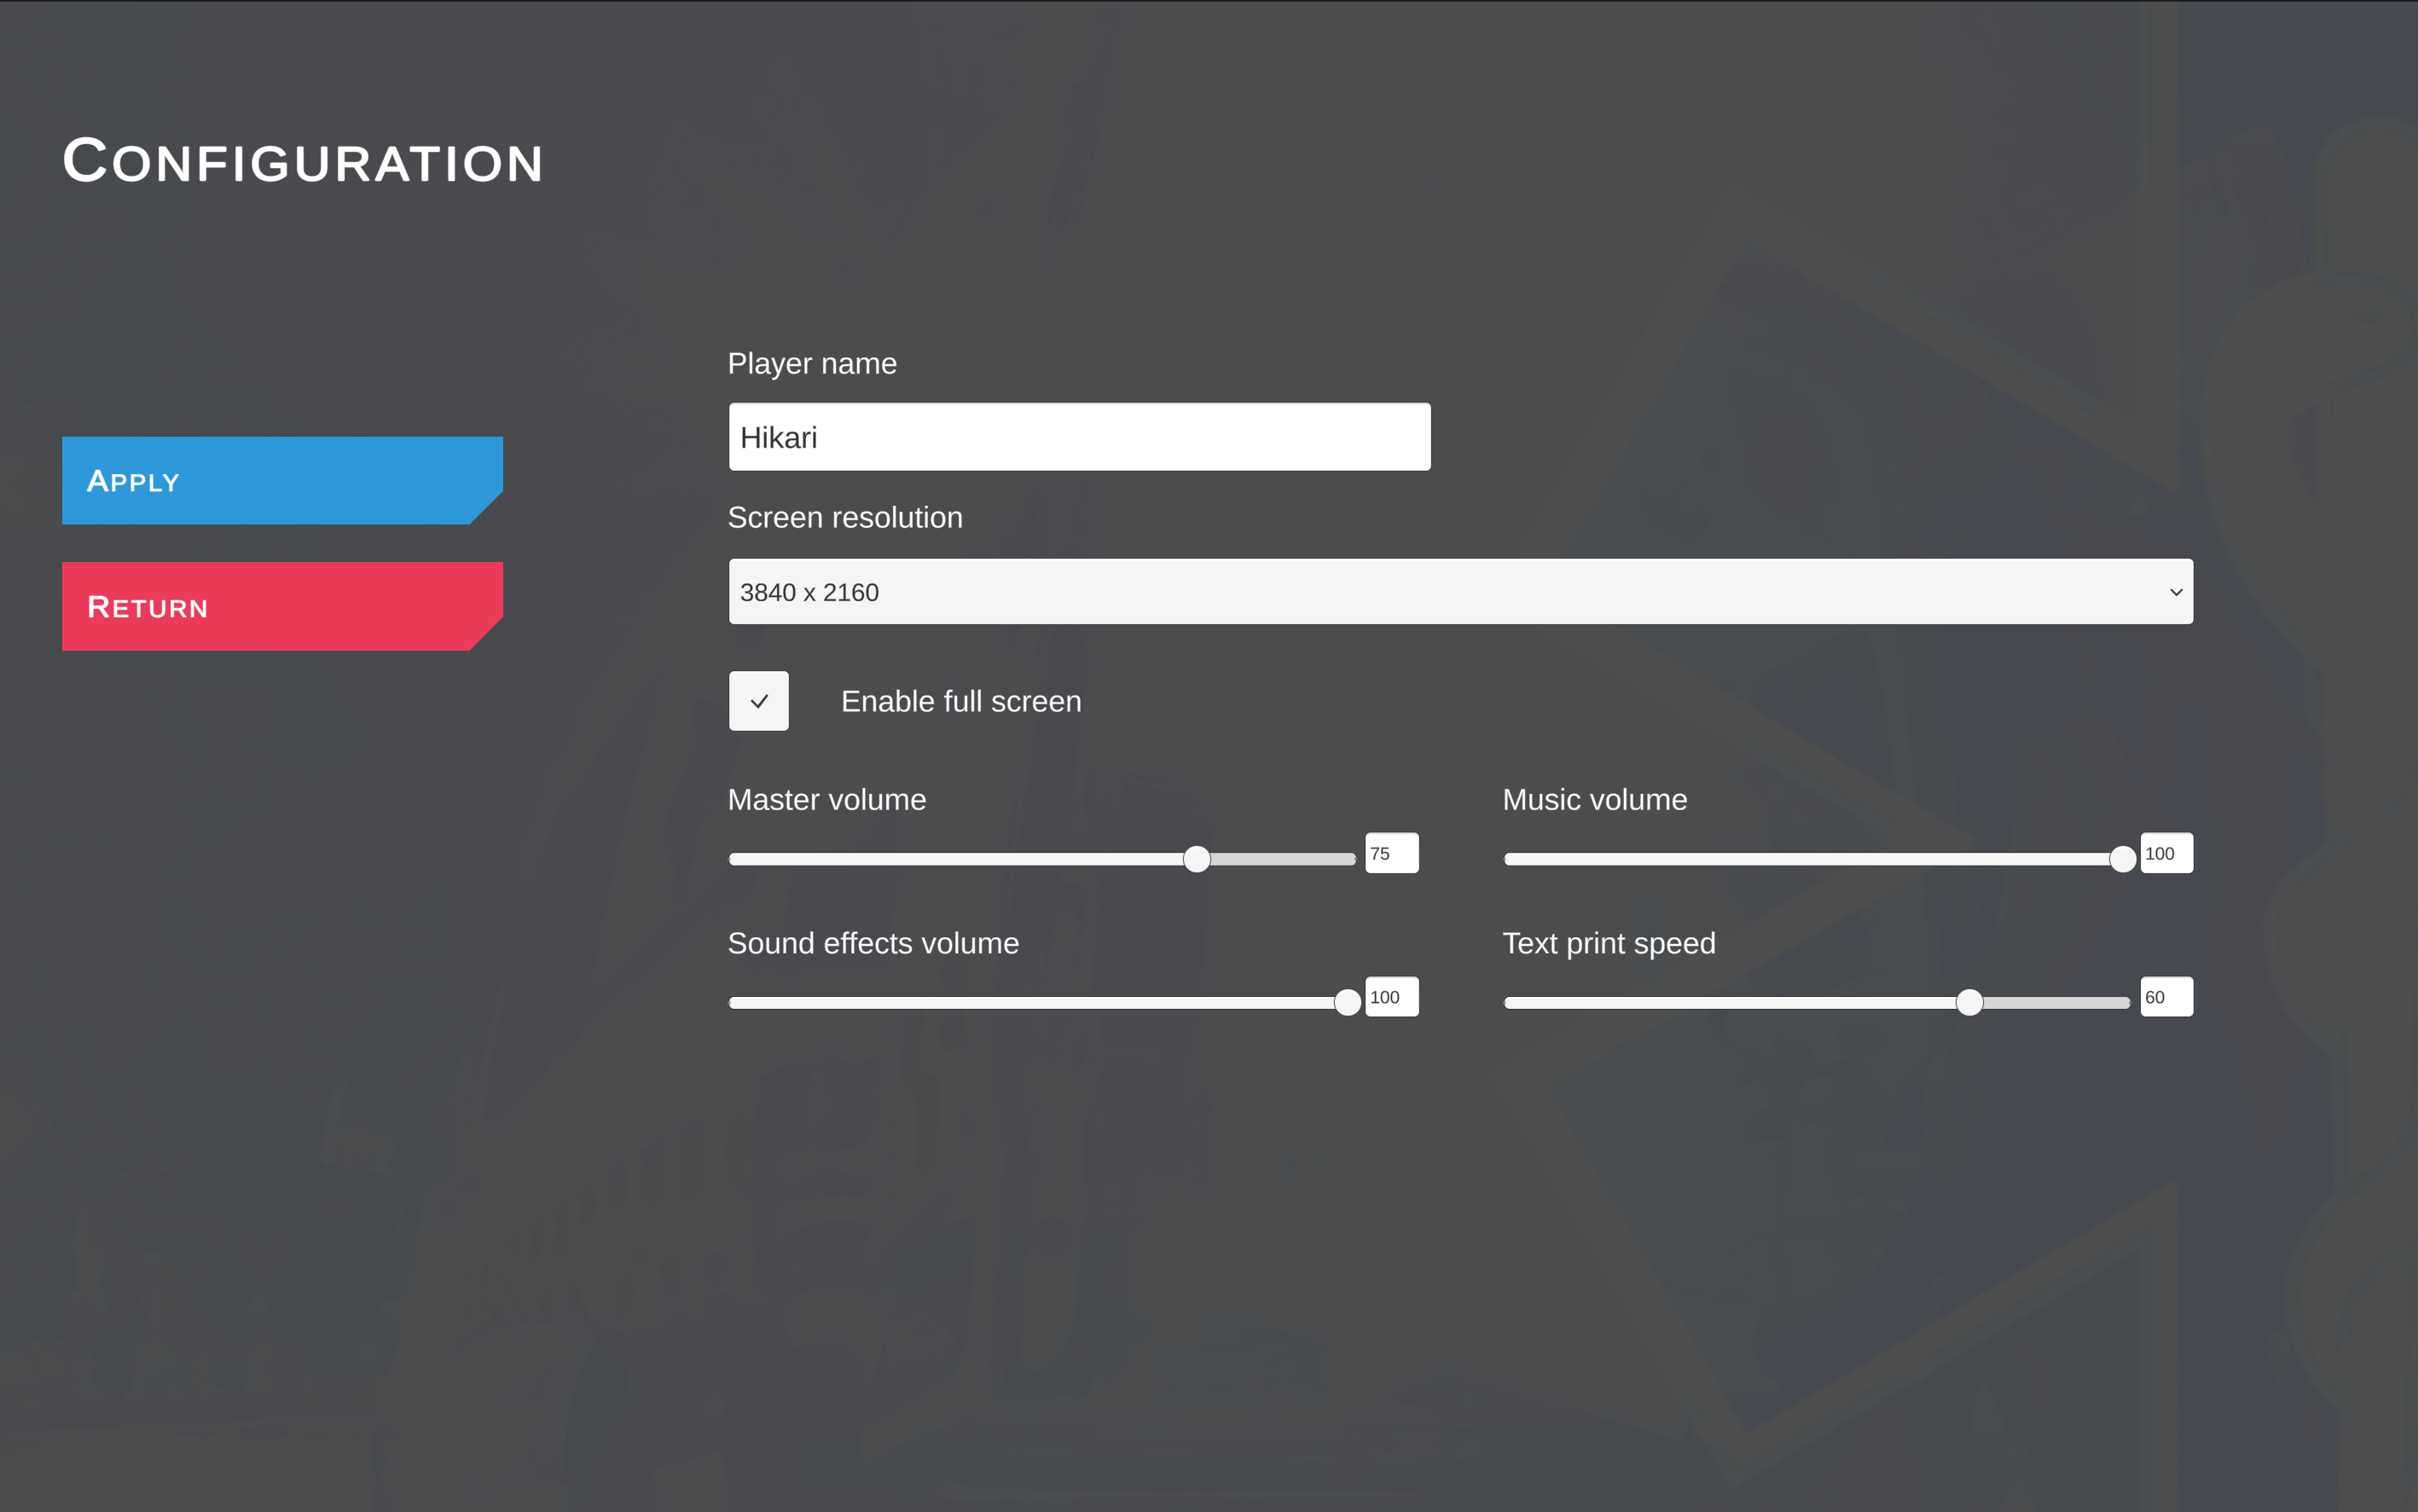 CONFIGURATION
APPLY
RETURN
Player name
Hikari
Screen resolution
3840 x 2160
Enable full screen
Master volume
75
Music volume
100
Sound effects volume
100
Text print speed
60